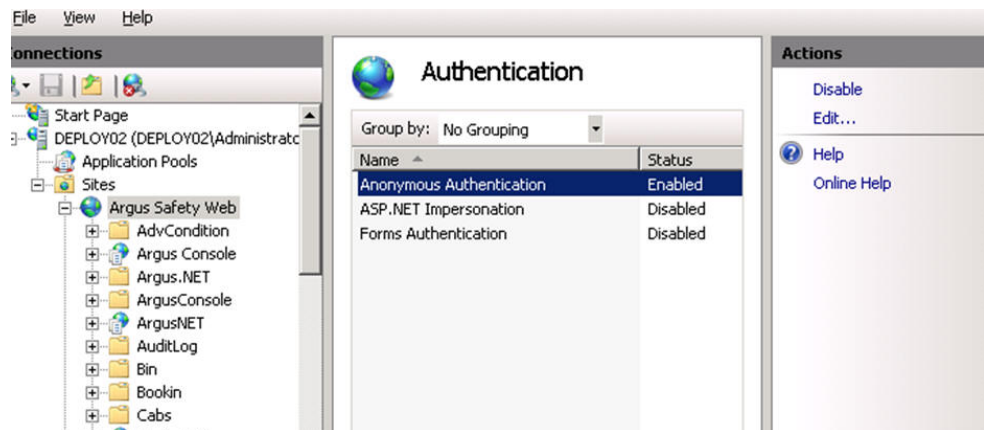 File View Help
onnections
Start Page
DEPLOY02 (DEPLOY02\Administratc
Application Pools
Sites
Argus Safety Web
AdvCondition
Argus Console
Argus.NET
ArgusConsole
ArgusNET
AuditLog
Bin
Bookin
Cabs
Authentication
Group by: No Grouping
Name Status
Anonymous Authentication Enabled
ASP.NET Impersonation Disabled
Forms Authentication Disabled
Actions
Disable
Edit...
Help
Online Help